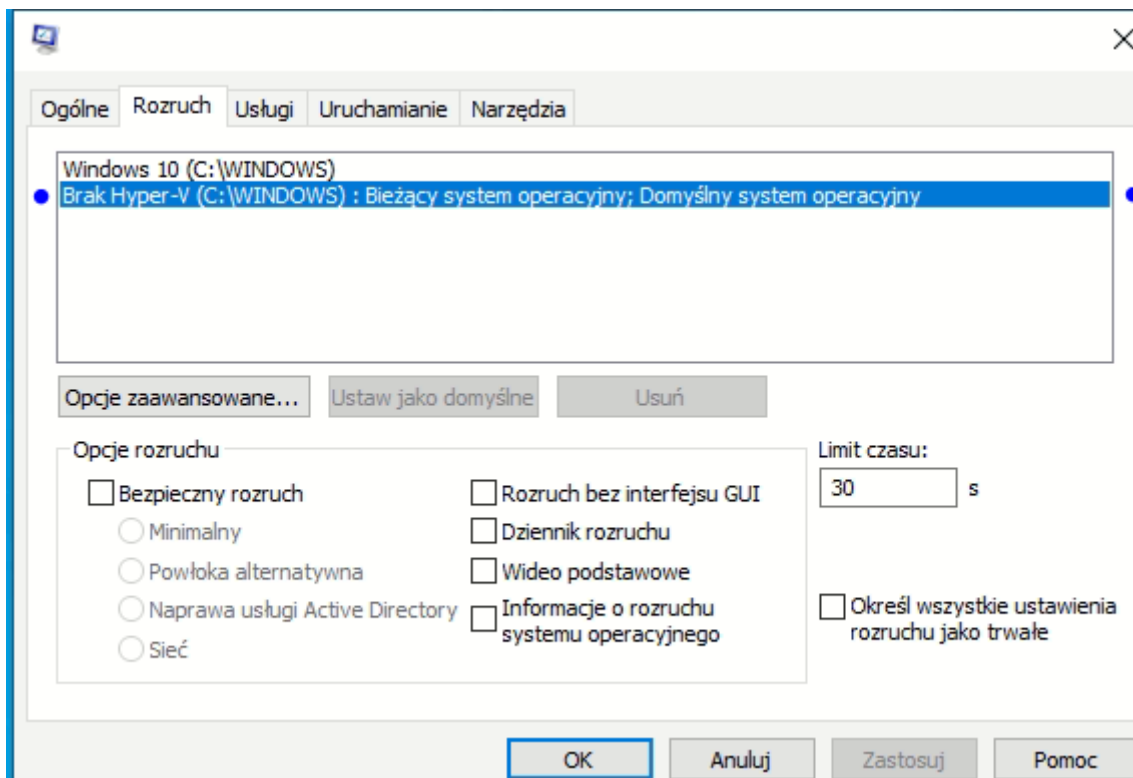 Ogólne Rozruch Usługi Uruchamianie Narzędzia
Windows 10 (C:\WINDOWS)
Brak Hyper-V (C:\WINDOWS) : Bieżący system operacyjny; Domyślny system operacyjny
Opcje zaawansowane... Ustaw jako domyślne Usuń
Opcje rozruchu
Bezpieczny rozruch
Minimalny
Powłoka alternatywna
Naprawa usługi Active Directory
Sieć
Rozruch bez interfejsu GUI
Dziennik rozruchu
Wideo podstawowe
Informacje o rozruchu
systemu operacyjnego
Limit czasu:
30 s
Określ wszystkie ustawienia
rozruchu jako trwałe
OK Anuluj Zastosuj Pomoc